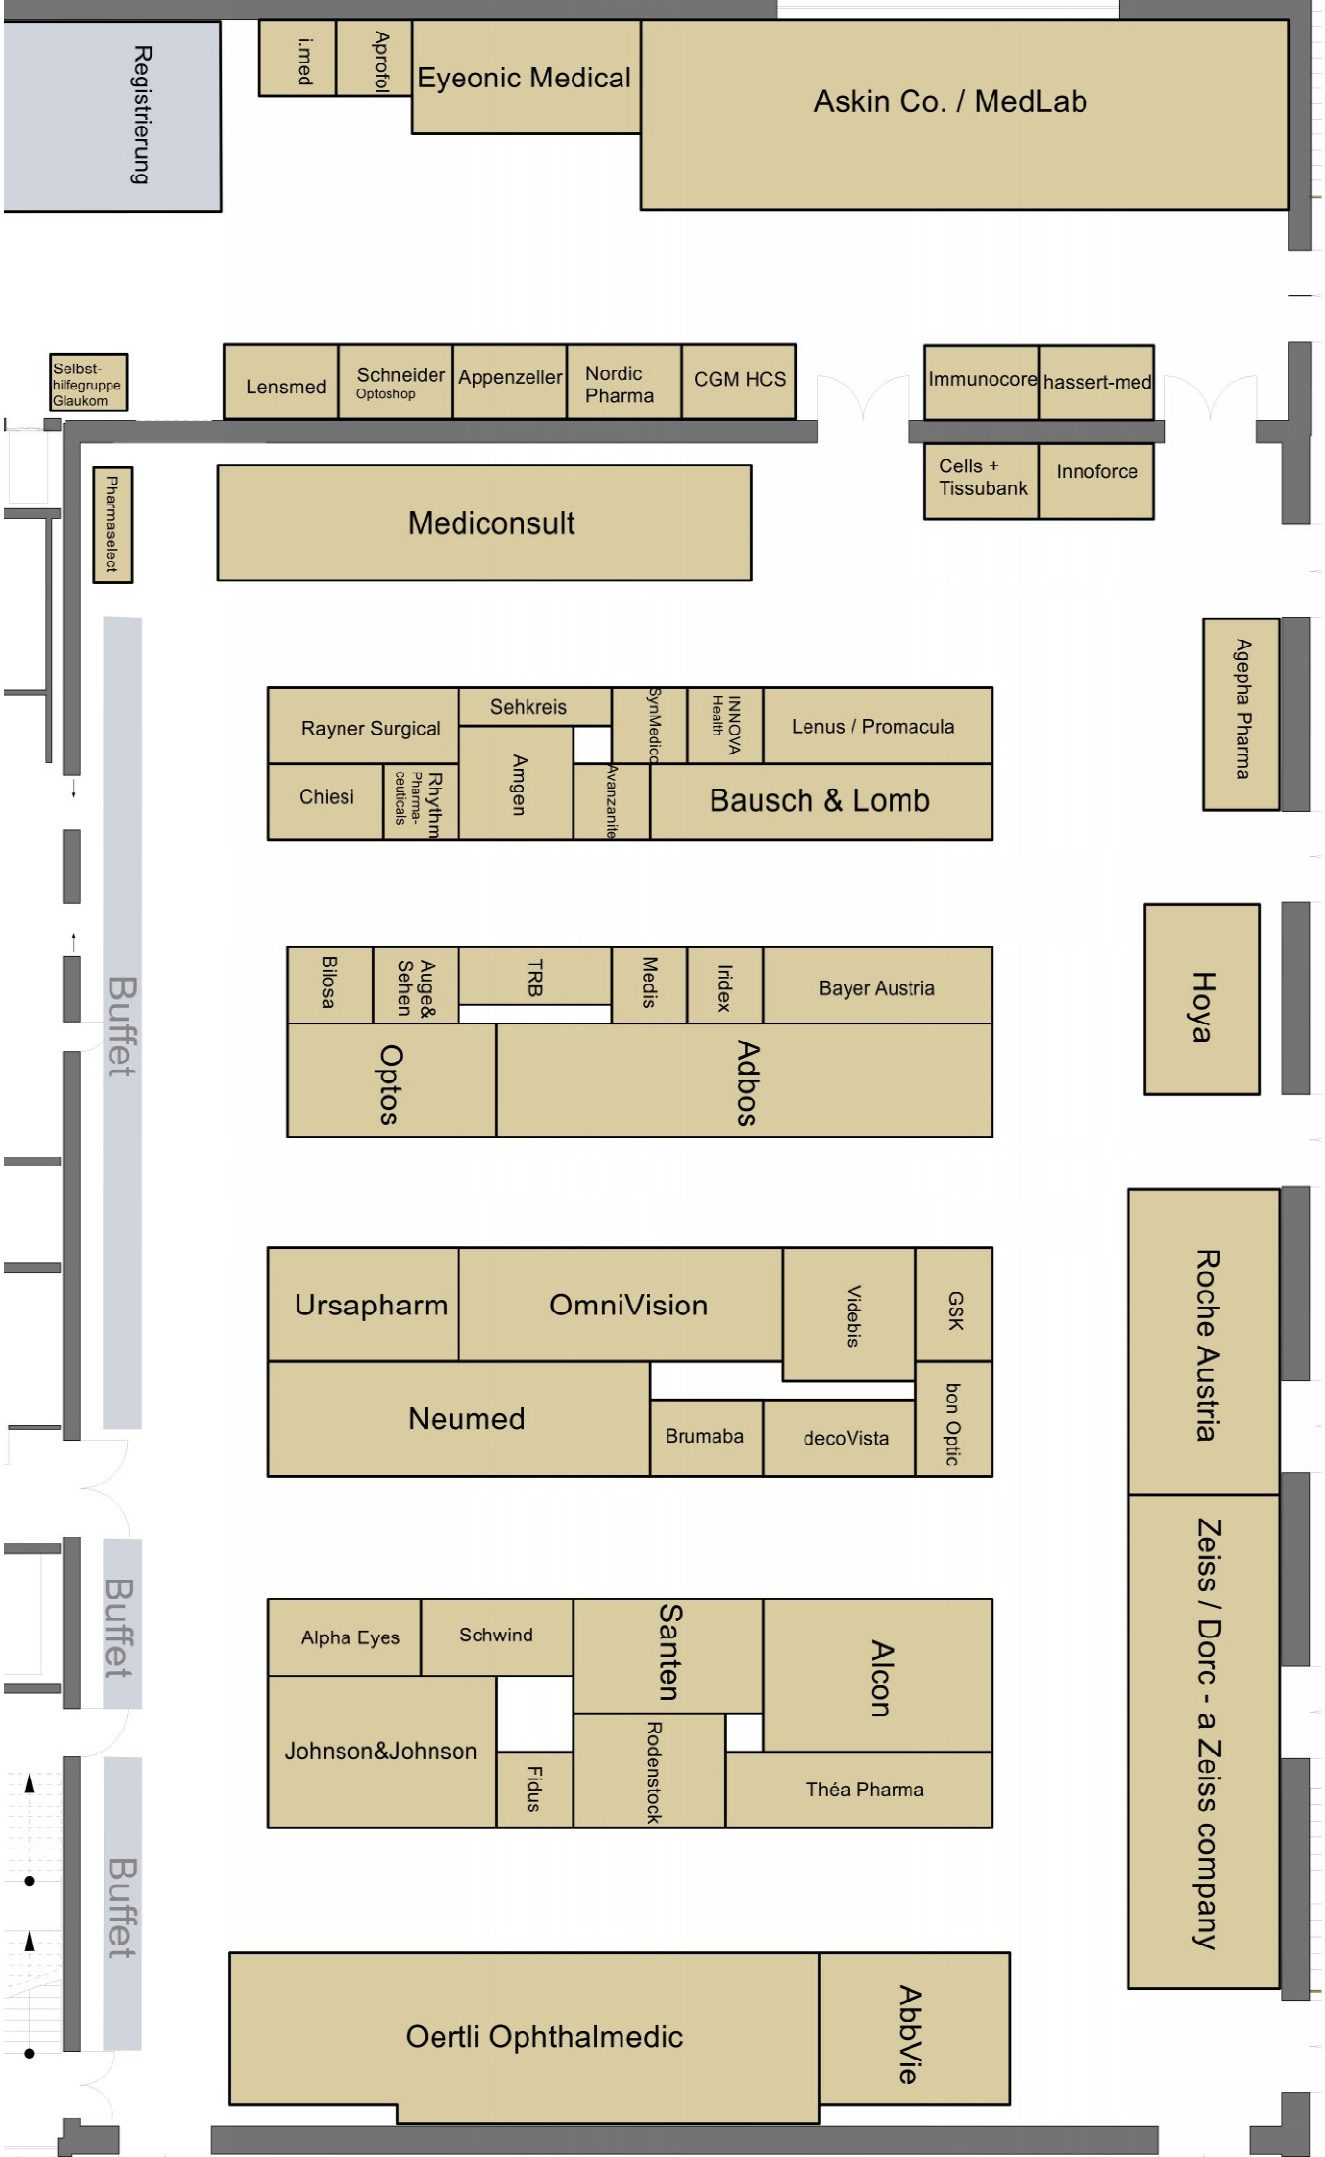 Registrierung
i.med
Aprofol
Eyeonic Medical
Askin Co. / MedLab
Selbst-
hilfegruppe
Glaukom
Lensmed
Schneider
Optoshop
Appenzeller
Nordic
Pharma
CGM HCS
Immunocore
hassert-med
Pharmaselect
Mediconsult
Cells +
Tissubank
Innoforce
Agepha Pharma
Rayner Surgical
Sehkreis
SynMedico
INNOVA
Health
Lenus / Promacula
Chiesi
Rhythm
Pharma-
ceuticals
Amgen
Avanzanite
Bausch & Lomb
Hoya
Buffet
Bilosa
Auge&
Sehen
TRB
Medis
Iridex
Bayer Austria
Optos
Adbos
Roche Austria
Ursapharm
OmniVision
Videbis
GSK
Neumed
Brumaba
decoVista
bon Optic
Zeiss / Dorc - a Zeiss company
Buffet
Alpha Eyes
Schwind
Santen
Alcon
Johnson&Johnson
Fidus
Rodenstock
Théa Pharma
Buffet
Oertli Ophthalmedic
AbbVie